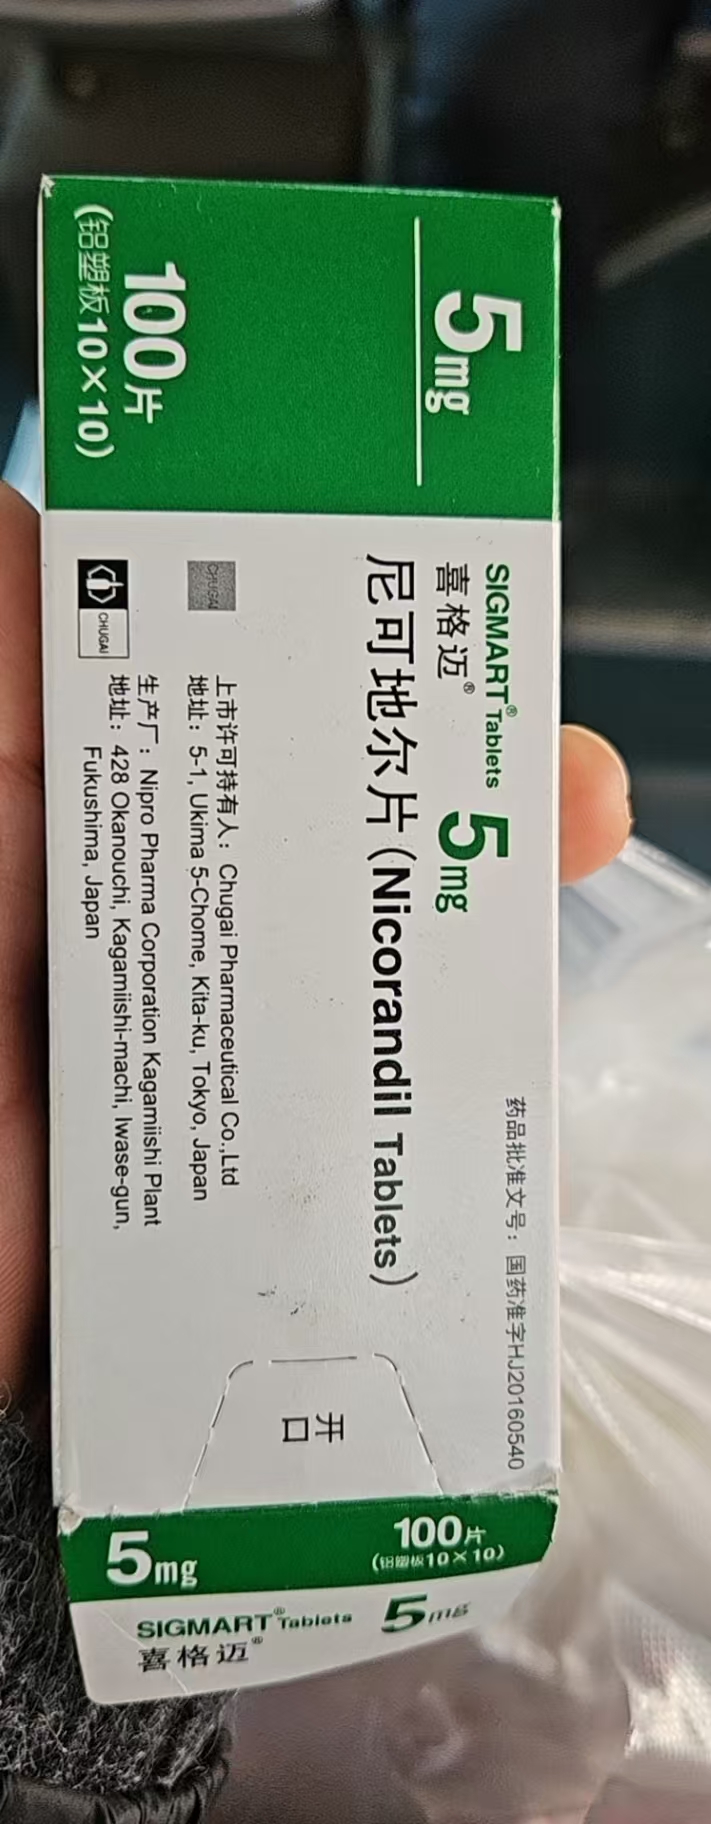 5mg
100片
(铝塑板10×10)
药品批准文号：国药准字HJ20160540
SIGMART® Tablets
喜格迈® 5mg
尼可地尔片(Nicorandil Tablets)
CHUGAI
上市许可持有人：Chugai Pharmaceutical Co.,Ltd
地址：5-1, Ukima 5-Chome, Kita-ku, Tokyo, Japan
生产厂：Nipro Pharma Corporation Kagamiishi Plant
地址：428 Okanouchi, Kagamiishi-machi, Iwase-gun,
Fukushima, Japan
CHUGAI
开口
100片
(铝塑板10×10)
5mg
SIGMART® Tablets 5mg
喜格迈®